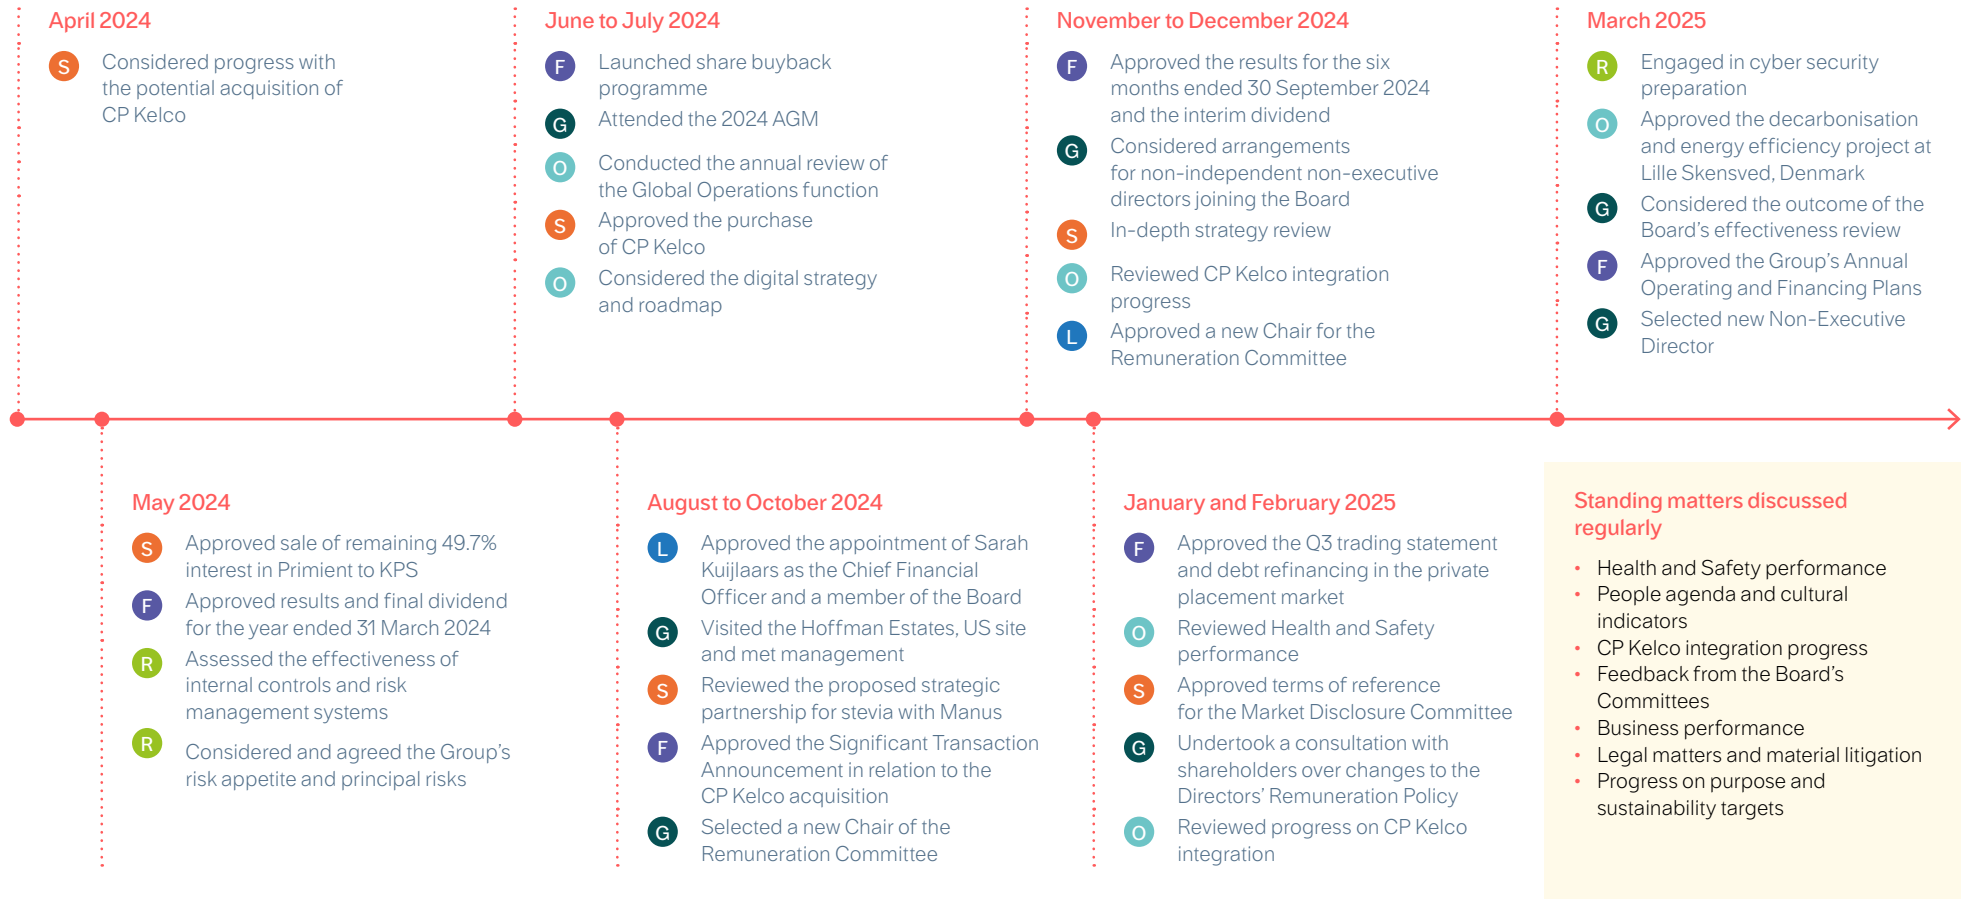 April 2024
S Considered progress with
the potential acquisition of
CP Kelco
June to July 2024
F Launched share buyback
programme
G Attended the 2024 AGM
O Conducted the annual review of
the Global Operations function
S Approved the purchase
of CP Kelco
O Considered the digital strategy
and roadmap
November to December 2024
F Approved the results for the six
months ended 30 September 2024
and the interim dividend
G Considered arrangements
for non-independent non-executive
directors joining the Board
S In-depth strategy review
O Reviewed CP Kelco integration
progress
L Approved a new Chair for the
Remuneration Committee
March 2025
R Engaged in cyber security
preparation
O Approved the decarbonisation
and energy efficiency project at
Lille Skensved, Denmark
G Considered the outcome of the
Board's effectiveness review
F Approved the Group's Annual
Operating and Financing Plans
G Selected new Non-Executive
Director
May 2024
S Approved sale of remaining 49.7%
interest in Primient to KPS
F Approved results and final dividend
for the year ended 31 March 2024
R Assessed the effectiveness of
internal controls and risk
management systems
R Considered and agreed the Group's
risk appetite and principal risks
August to October 2024
L Approved the appointment of Sarah
Kuijlaars as the Chief Financial
Officer and a member of the Board
G Visited the Hoffman Estates, US site
and met management
S Reviewed the proposed strategic
partnership for stevia with Manus
F Approved the Significant Transaction
Announcement in relation to the
CP Kelco acquisition
G Selected a new Chair of the
Remuneration Committee
January and February 2025
F Approved the Q3 trading statement
and debt refinancing in the private
placement market
O Reviewed Health and Safety
performance
S Approved terms of reference
for the Market Disclosure Committee
G Undertook a consultation with
shareholders over changes to the
Directors' Remuneration Policy
O Reviewed progress on CP Kelco
integration
Standing matters discussed
regularly
• Health and Safety performance
• People agenda and cultural
indicators
• CP Kelco integration progress
• Feedback from the Board's
Committees
• Business performance
• Legal matters and material litigation
• Progress on purpose and
sustainability targets